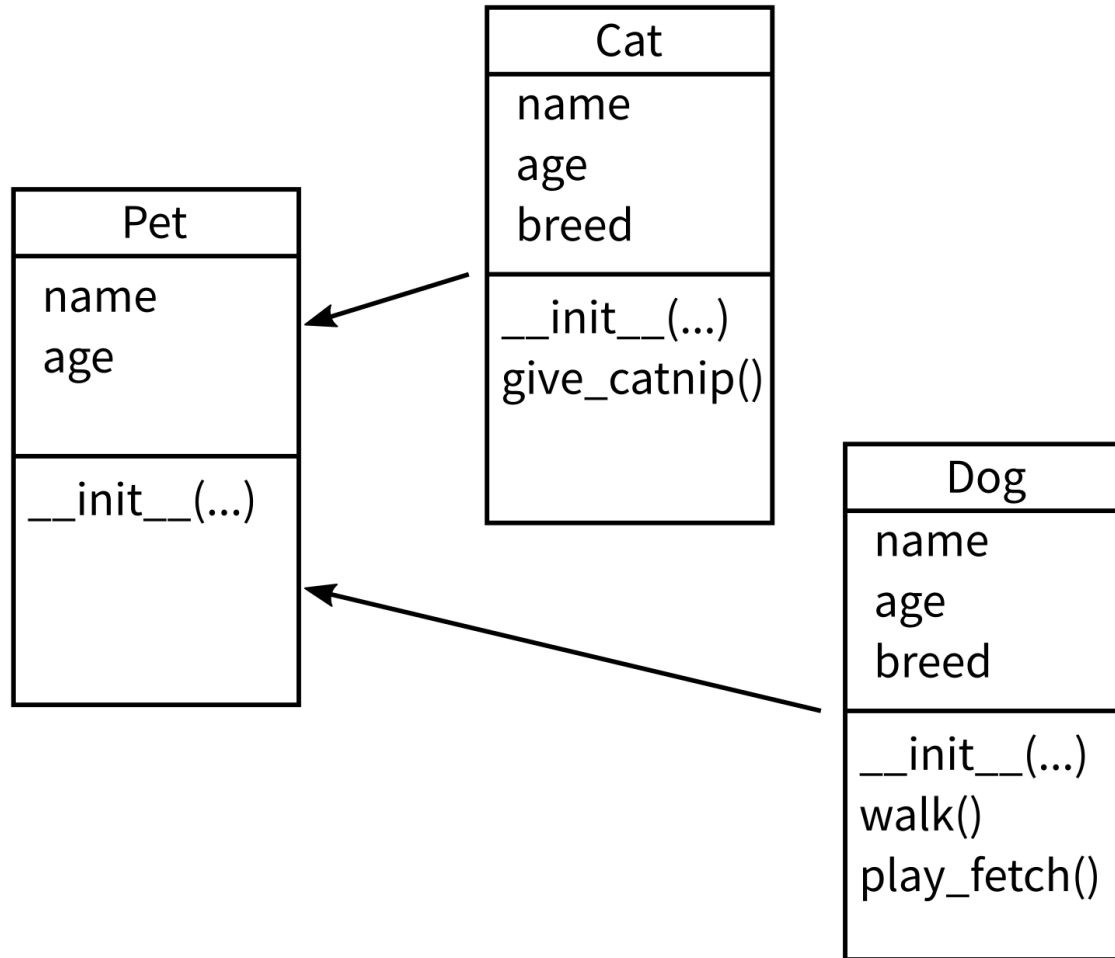 Pet
name
age
__init__(...)
Cat
name
age
breed
__init__(...)
give_catnip()
Dog
name
age
breed
__init__(...)
walk()
play_fetch()